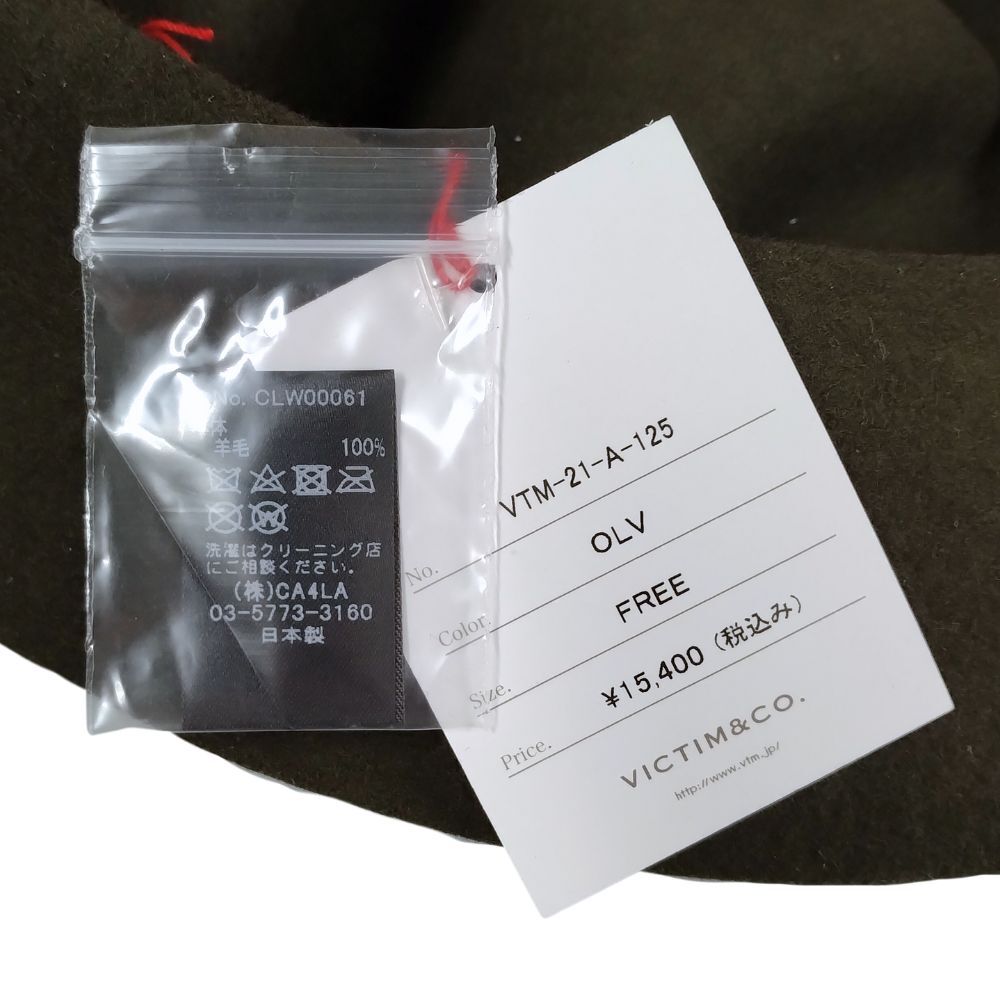 No. CLW00061
体
羊毛 100%
洗濯はクリーニング店
にご相談ください。
(株)CA4LA
03-5773-3160
日本製
No. VTM-21-A-125
Color. OLV
Size. FREE
Price. ¥15,400(税込み)
VICTIM&CO.
http://www.vtm.jp/